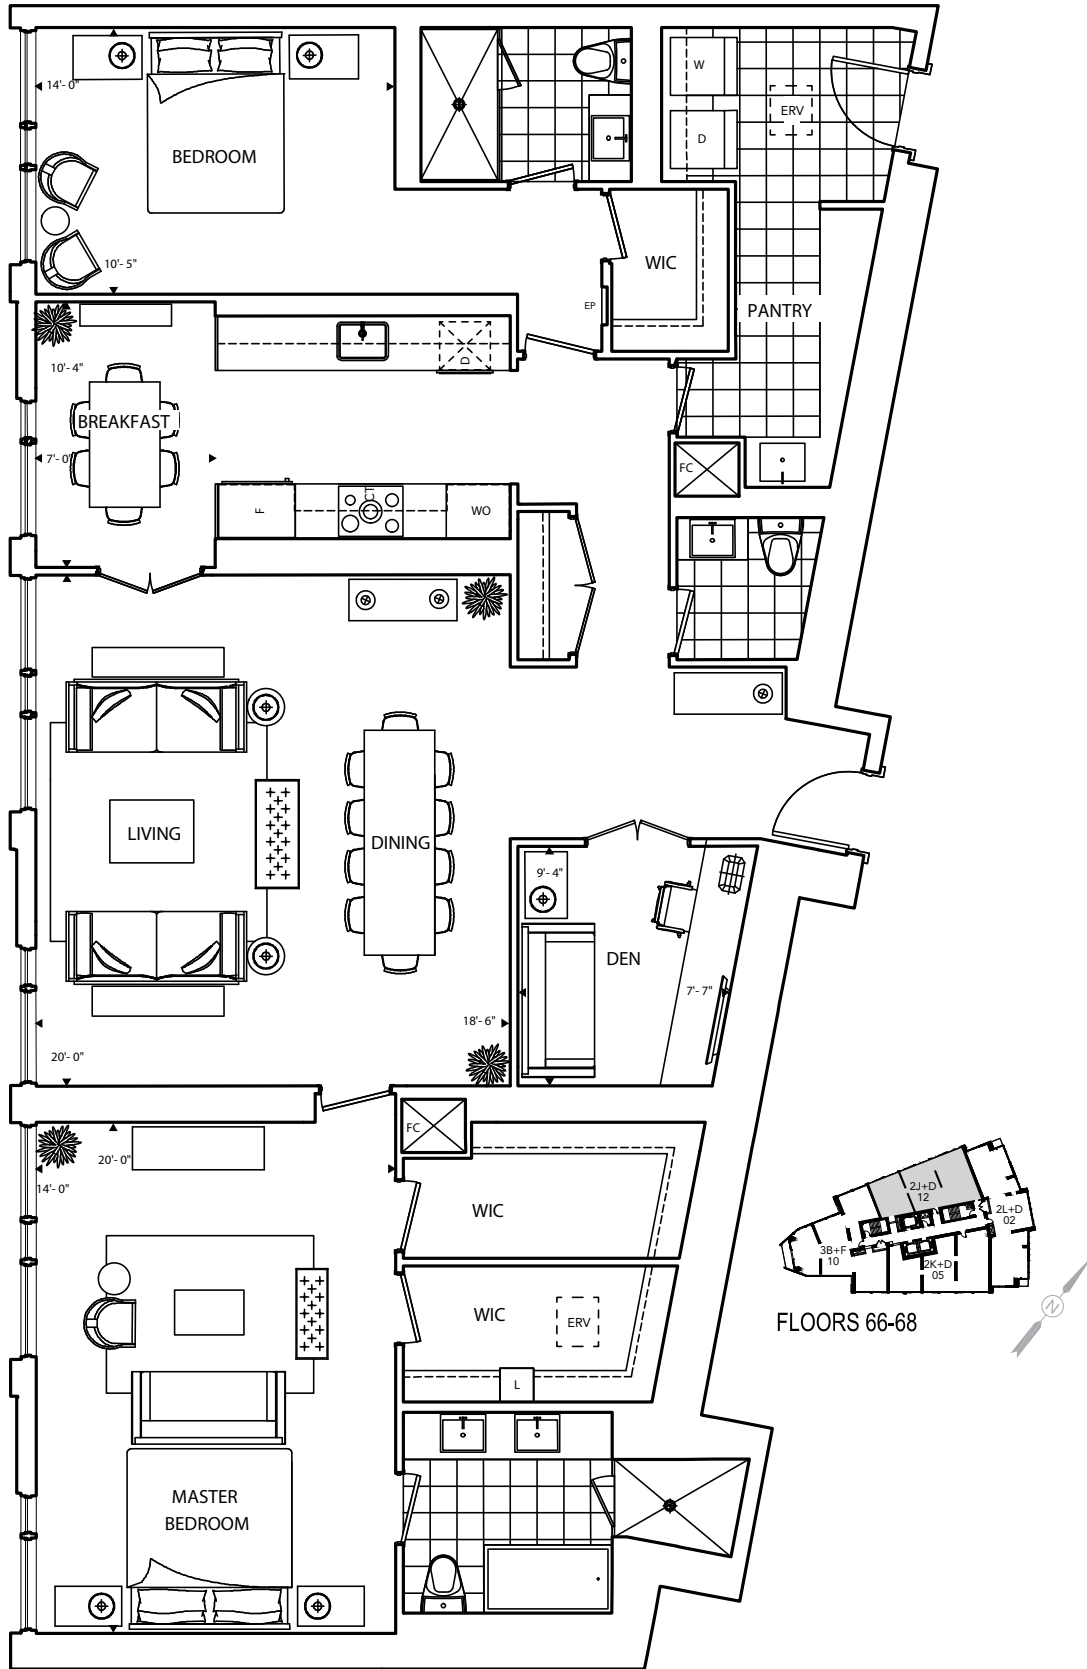 W
ERV
14'- 0"
D
BEDROOM
WIC
10'- 5"
EP
PANTRY
D
10'- 4"
BREAKFAST
7'- 0"
FC
CT
F
WO
LIVING
DINING
9'- 4"
DEN
7'- 7"
18'- 6"
20'- 0"
FC
20'- 0"
14'- 0"
WIC
WIC
ERV
L
MASTER
BEDROOM
2J+D
12
2L+D
02
3B+F
10
2K+D
05
N
FLOORS 66-68